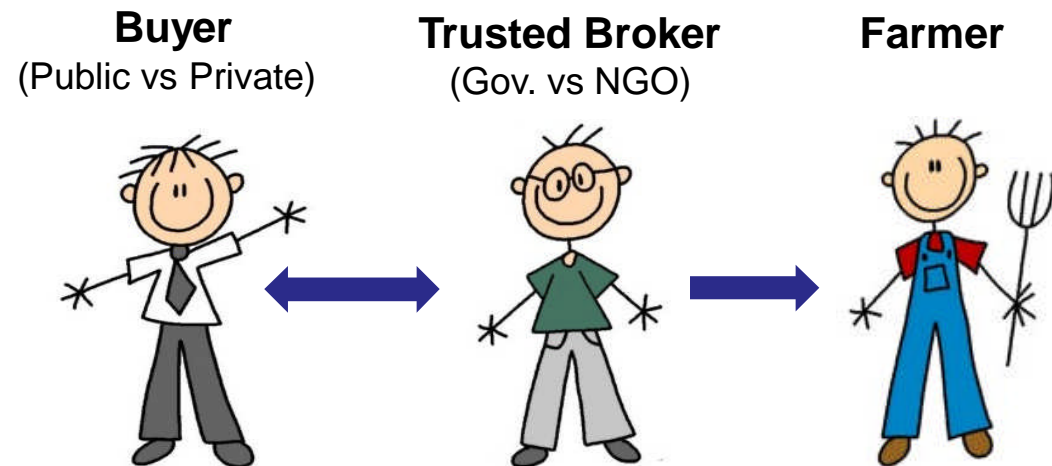 Buyer
(Public vs Private)
Trusted Broker
(Gov. vs NGO)
Farmer